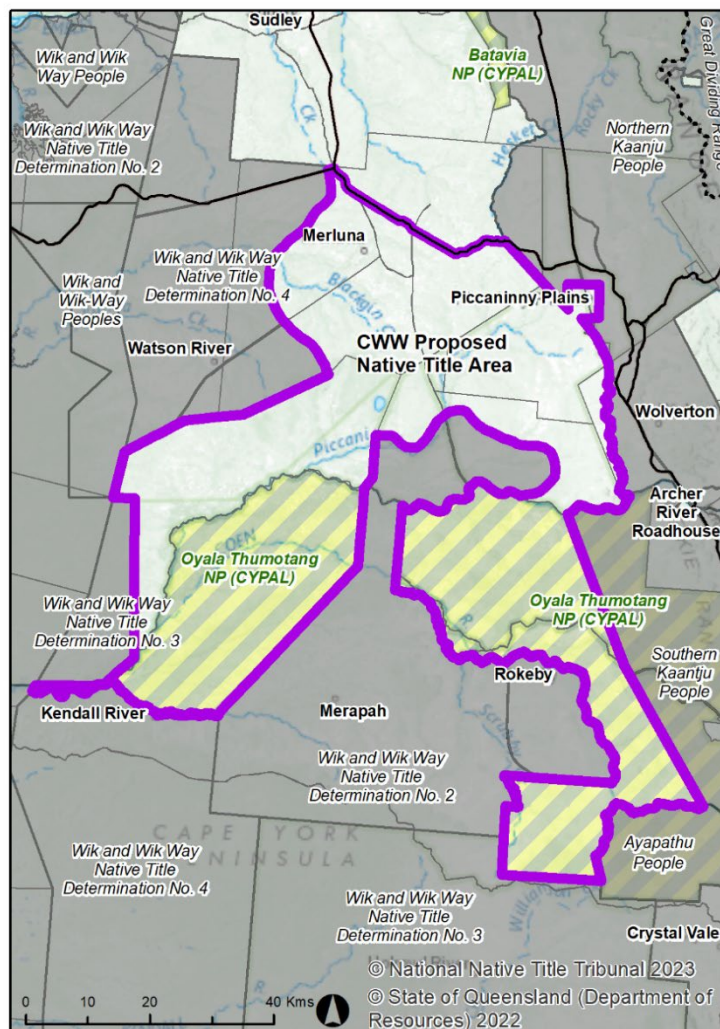 Sudley
Wik and Wik
Way People
Batavia
NP (CYPAL)
Great Dividing Range
Ck
Rocky Ck
Wik and Wik Way
Native Title
Determination No. 2
Northern
Kaanju
People
Merluna
Wik and Wik Way
Native Title
Determination No. 4
Wik and
Wik-Way
Peoples
Piccaninny Plains
Ck
Watson River
CWW Proposed
Native Title Area
Wolverton
Piccani
Archer
River
Roadhouse
Oyala Thumotang
NP (CYPAL)
Oyala Thumotang
NP (CYPAL)
R
Wik and Wik Way
Native Title
Determination No. 3
Southern
Kaantju
People
Rokeby
Kendall River
Merapah
Wik and Wik Way
Native Title
Determination No. 2
CAPE YORK
Wik and Wik Way
Native Title
Determination No. 4
Ayapathu
People
Wik and Wik Way
Native Title
Determination No. 3
Crystal Vale
© National Native Title Tribunal 2023
© State of Queensland (Department of
Resources) 2022
0 20 40 Kms